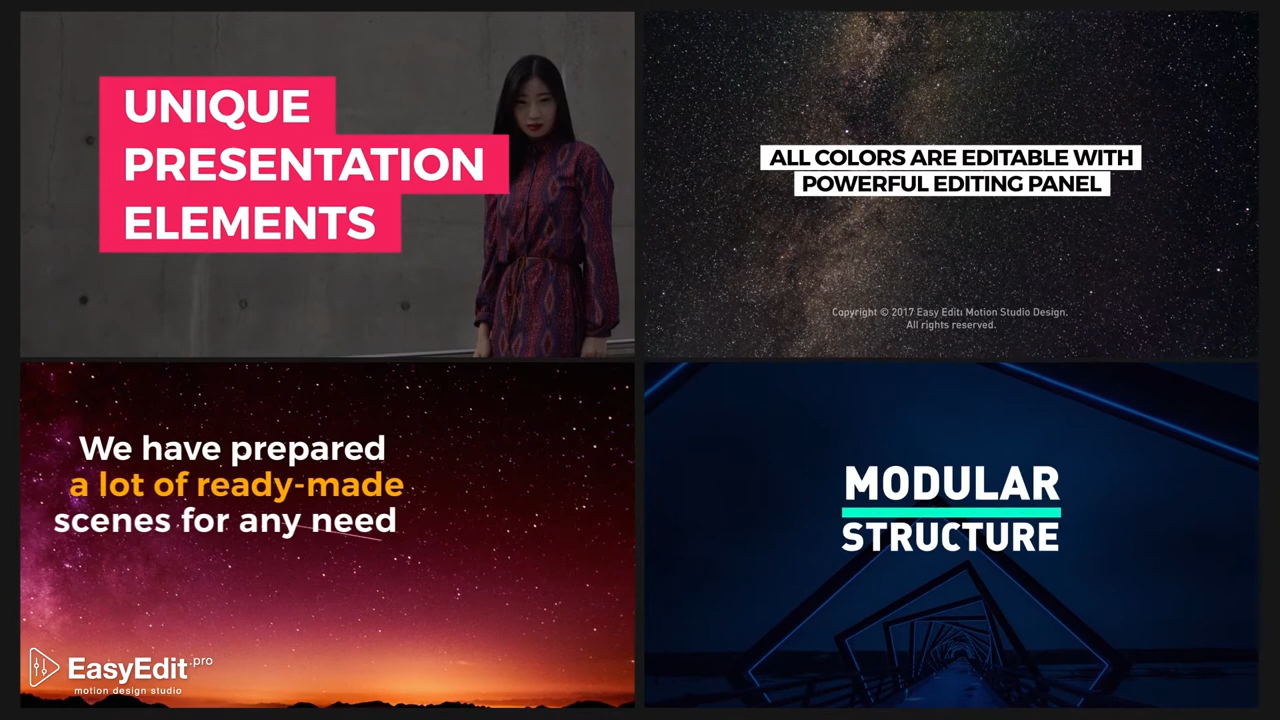 UNIQUE
PRESENTATION
ELEMENTS
ALL COLORS ARE EDITABLE WITH
POWERFUL EDITING PANEL
Copyright © 2017 Easy Editi Motion Studio Design.
All rights reserved.
We have prepared
a lot of ready-made
scenes for any need
EasyEdit.pro
motion design studio
MODULAR
STRUCTURE